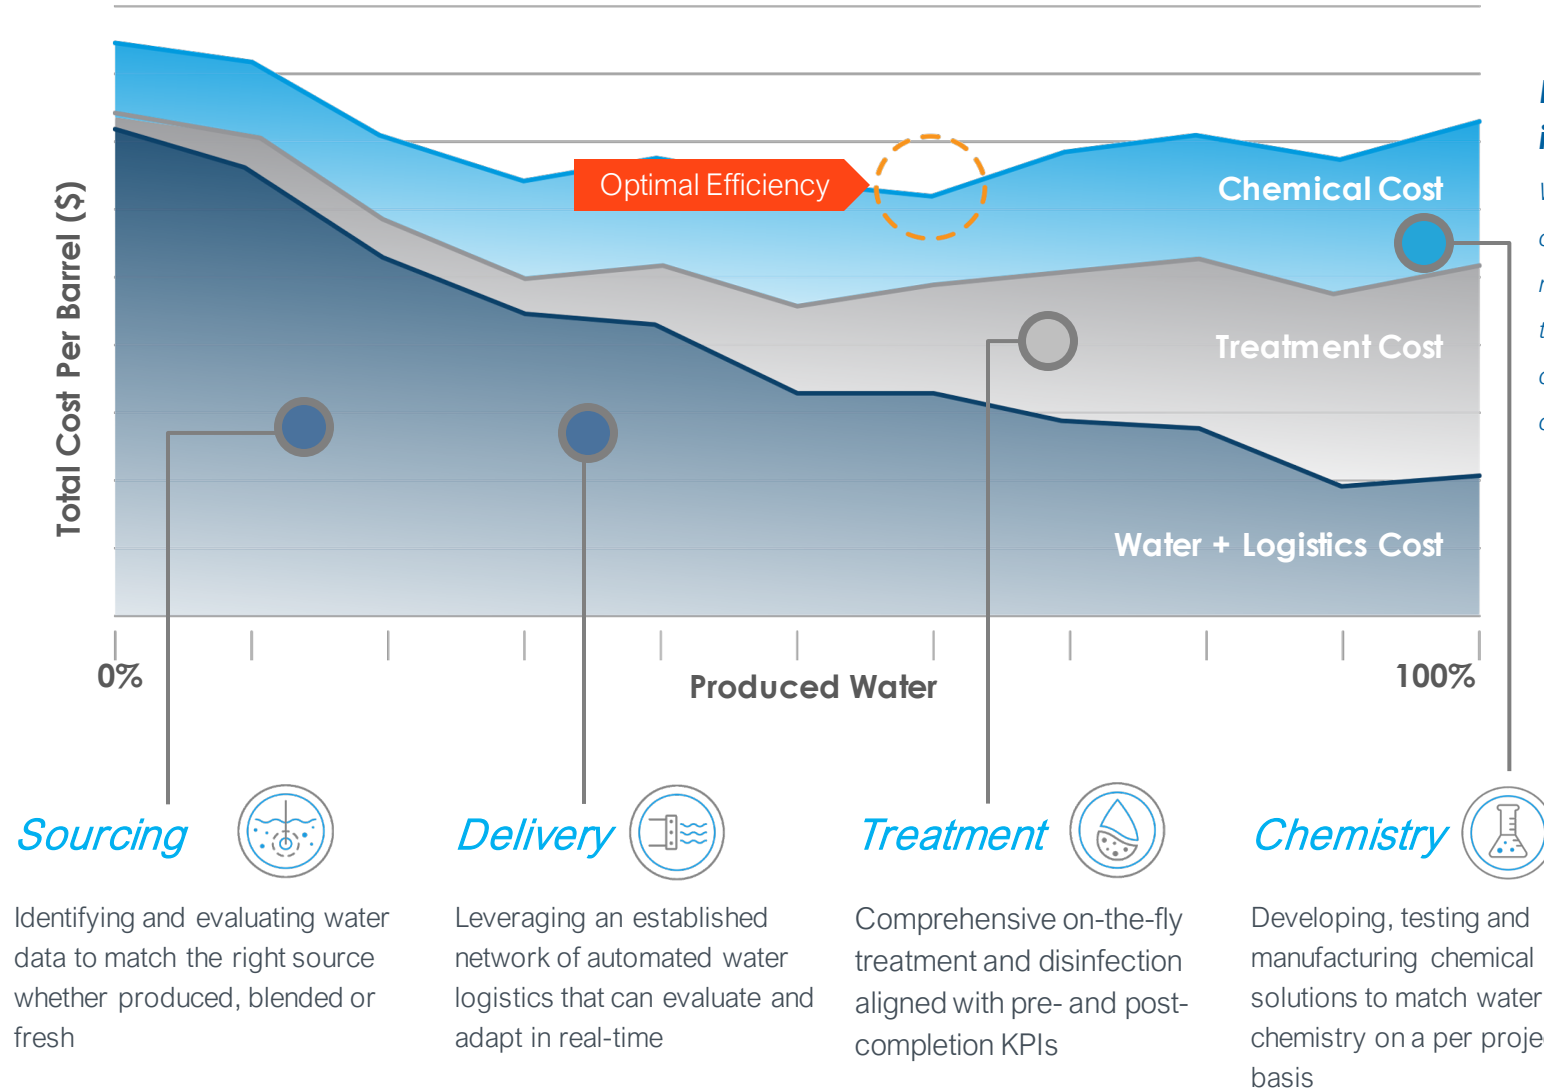 Total Cost Per Barrel ($)
Optimal Efficiency
Chemical Cost
Treatment Cost
Water + Logistics Cost
0%
Produced Water
100%
Sourcing
Identifying and evaluating water
data to match the right source
whether produced, blended or
fresh
Delivery
Leveraging an established
network of automated water
logistics that can evaluate and
adapt in real-time
Treatment
Comprehensive on-the-fly
treatment and disinfection
aligned with pre- and post-
completion KPIs
Chemistry
Developing, testing and
manufacturing chemical
solutions to match water
chemistry on a per
basis